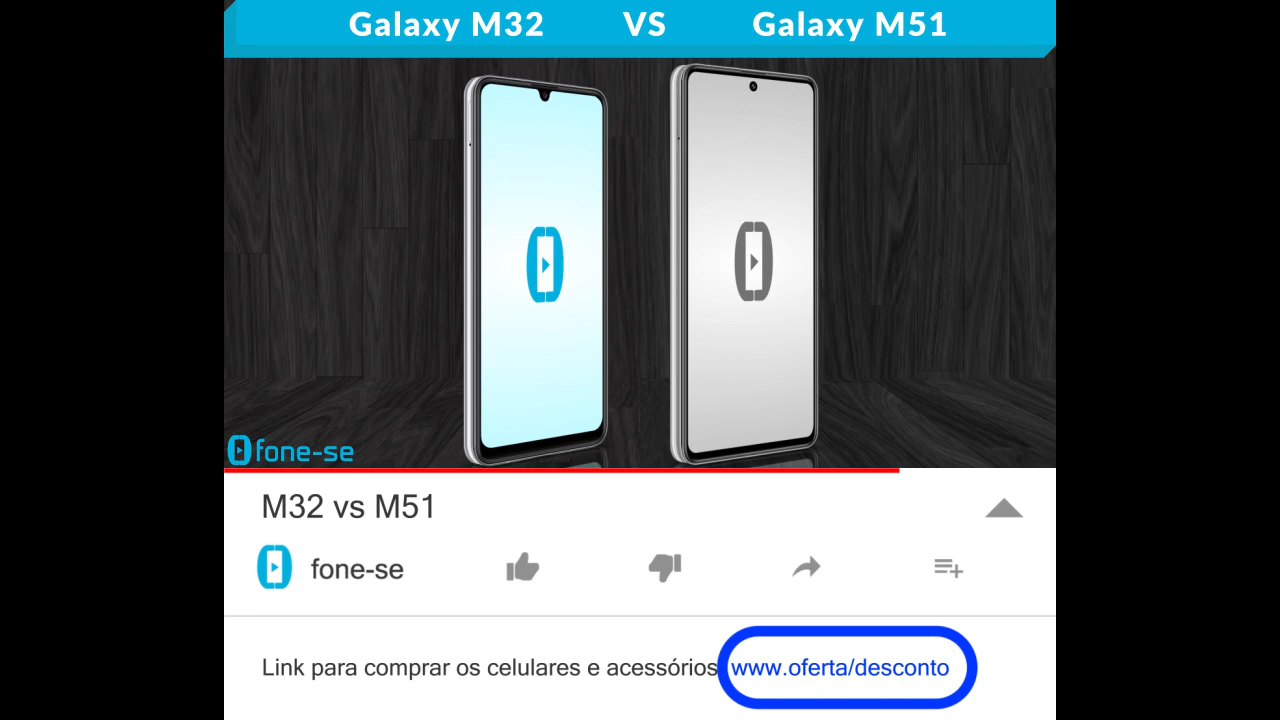 Galaxy M32 VS Galaxy M51
fone-se
M32 vs M51
fone-se
Link para comprar os celulares e acessórios www.oferta/desconto